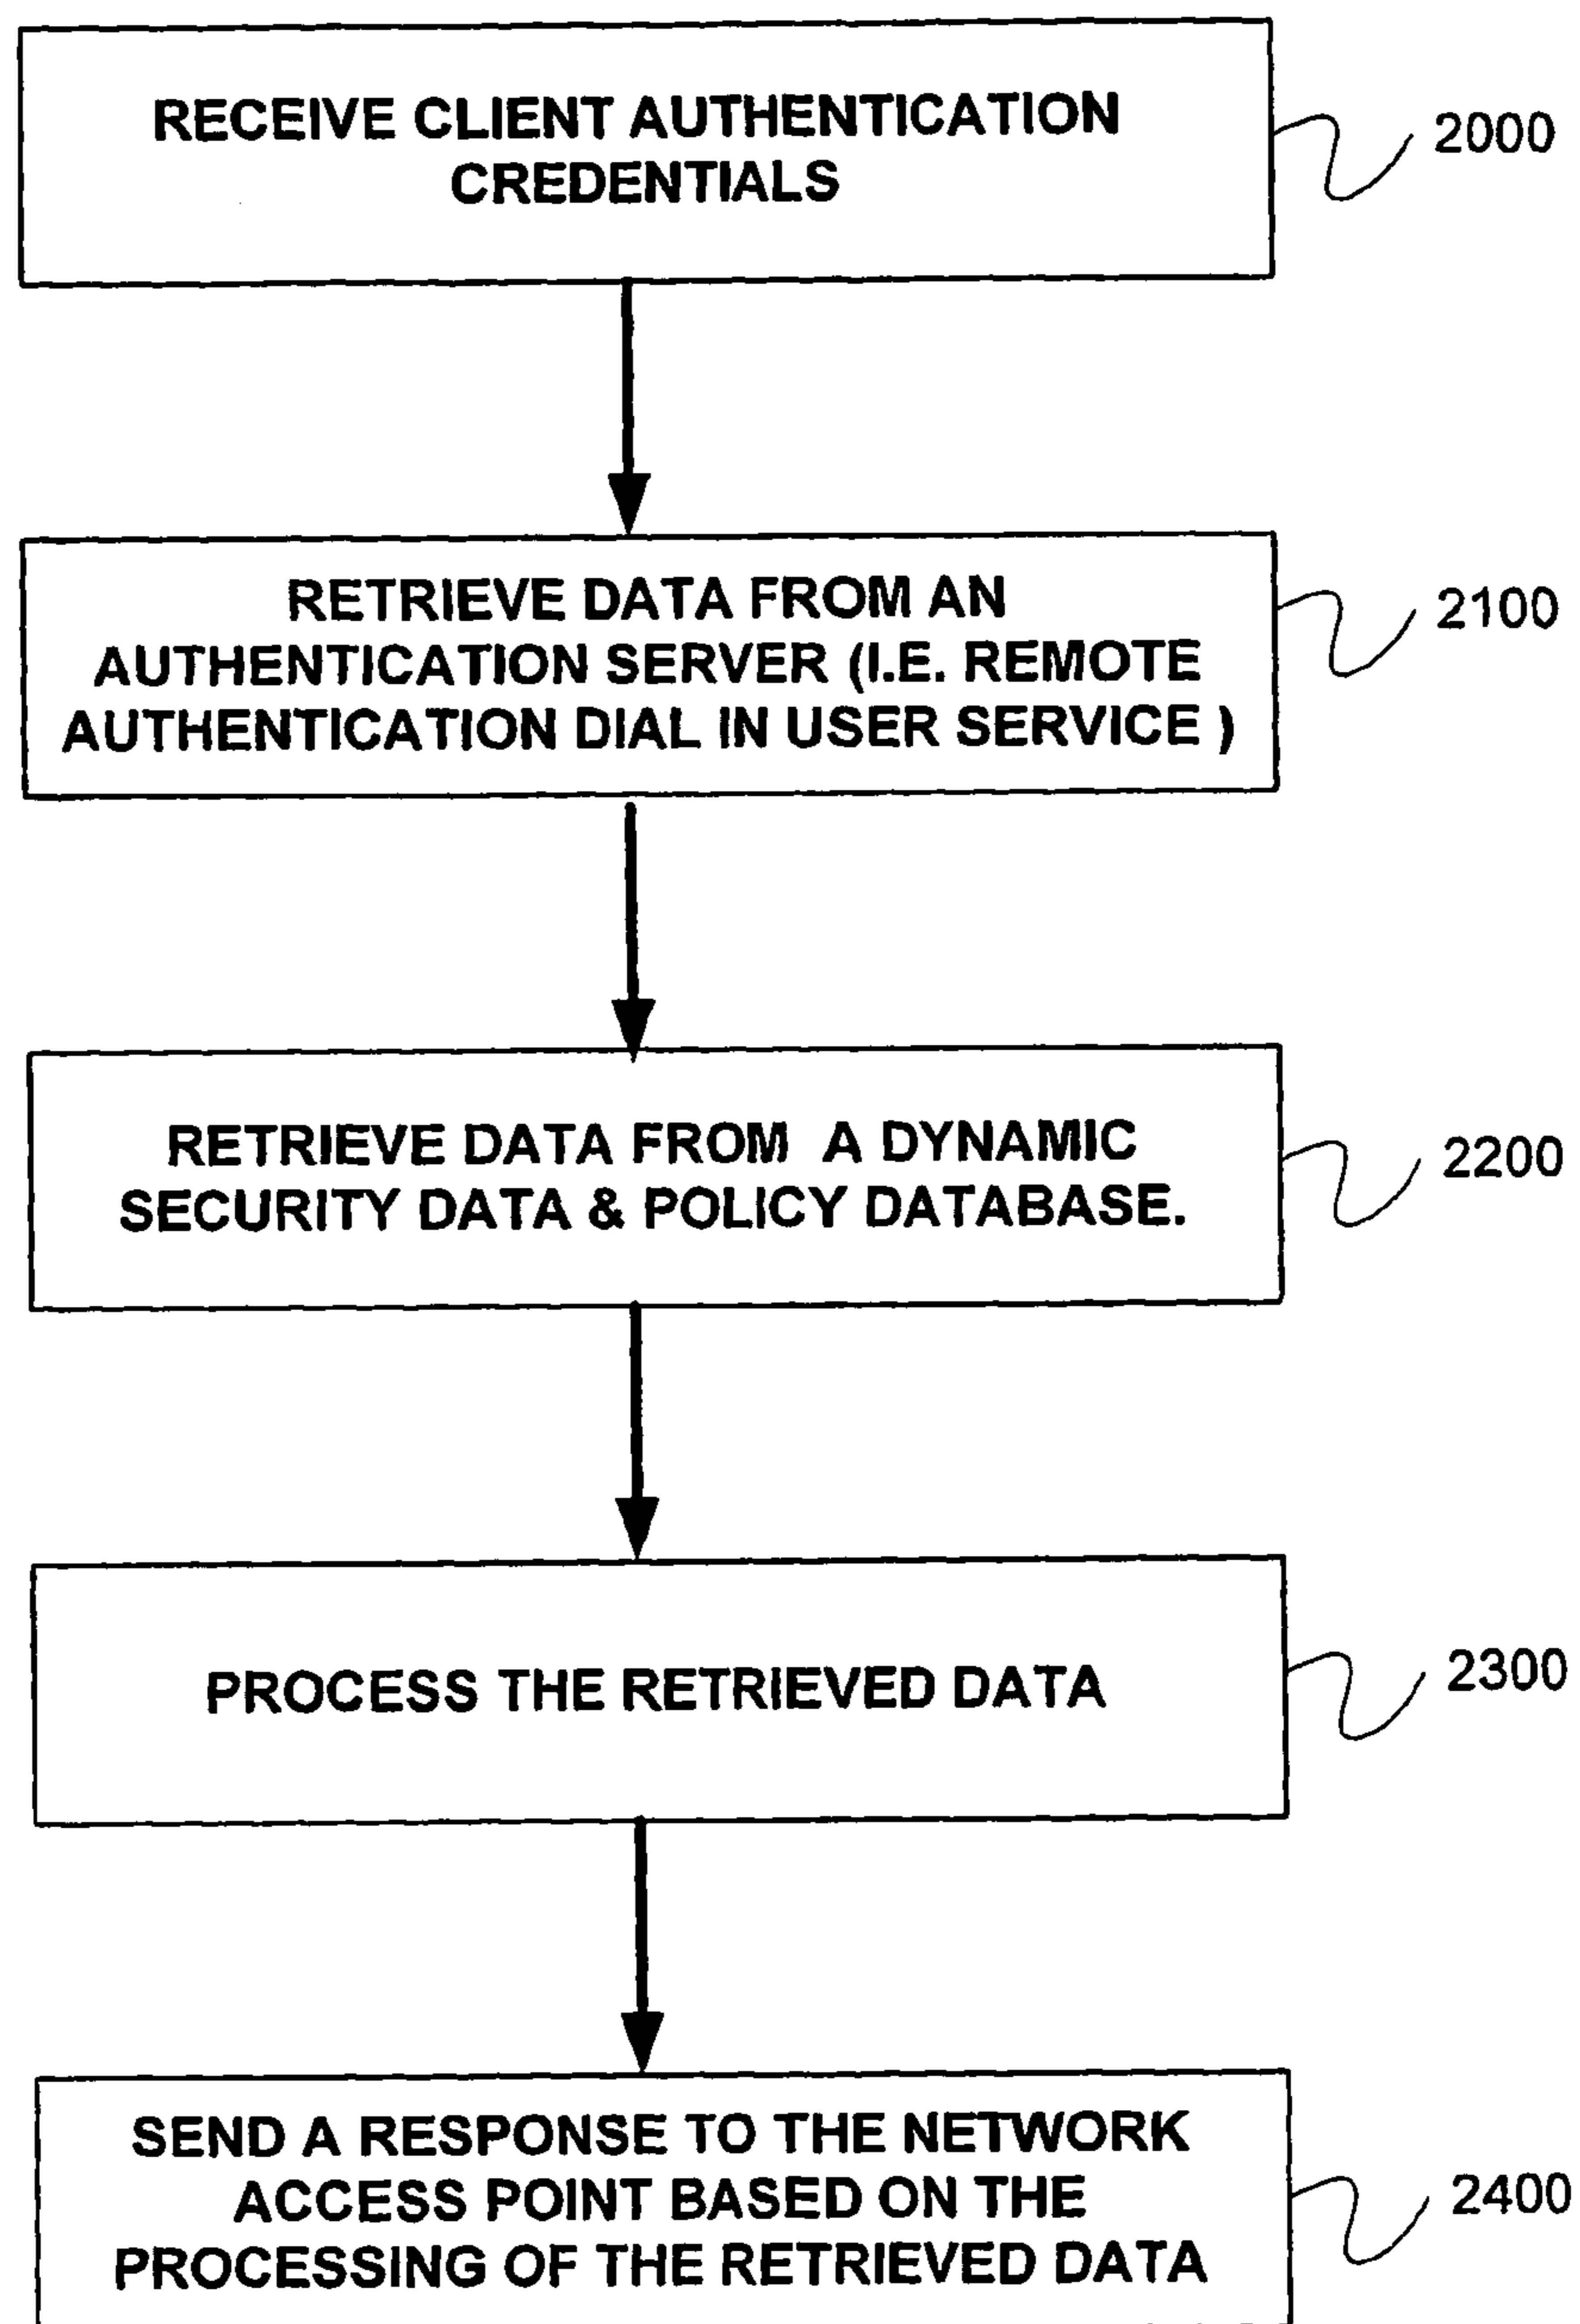 RECEIVE CLIENT AUTHENTICATION
CREDENTIALS
2000
RETRIEVE DATA FROM AN
AUTHENTICATION SERVER (I.E. REMOTE
AUTHENTICATION DIAL IN USER SERVICE )
2100
RETRIEVE DATA FROM A DYNAMIC
SECURITY DATA & POLICY DATABASE.
2200
PROCESS THE RETRIEVED DATA
2300
SEND A RESPONSE TO THE NETWORK
ACCESS POINT BASED ON THE
PROCESSING OF THE RETRIEVED DATA
2400